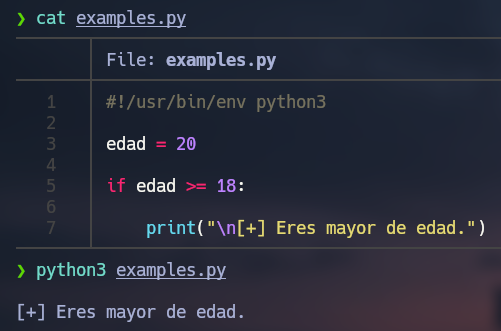 ❯ cat examples.py
File: examples.py
1 #!/usr/bin/env python3
2
3 edad = 20
4
5 if edad >= 18:
6
7 print("\n[+] Eres mayor de edad.")
❯ python3 examples.py
[+] Eres mayor de edad.